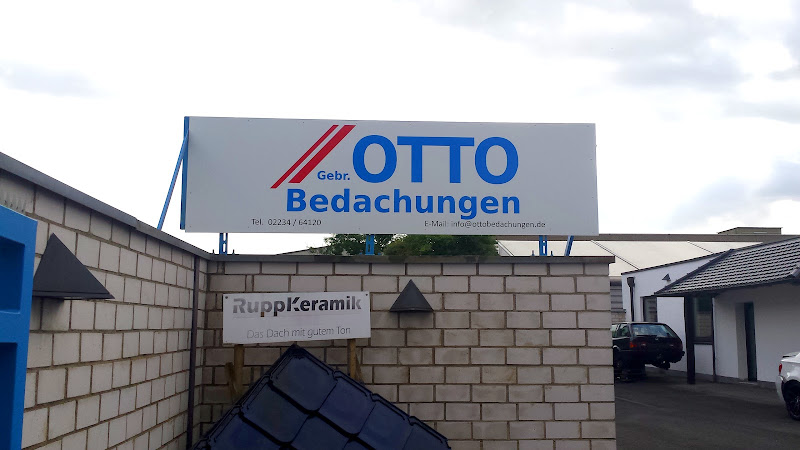 Gebr. OTTO
Bedachungen
Tel. 02234 / 64120 E-Mail: info@ottobedachungen.de
RuppKeramik
Das Dach mit gutem Ton